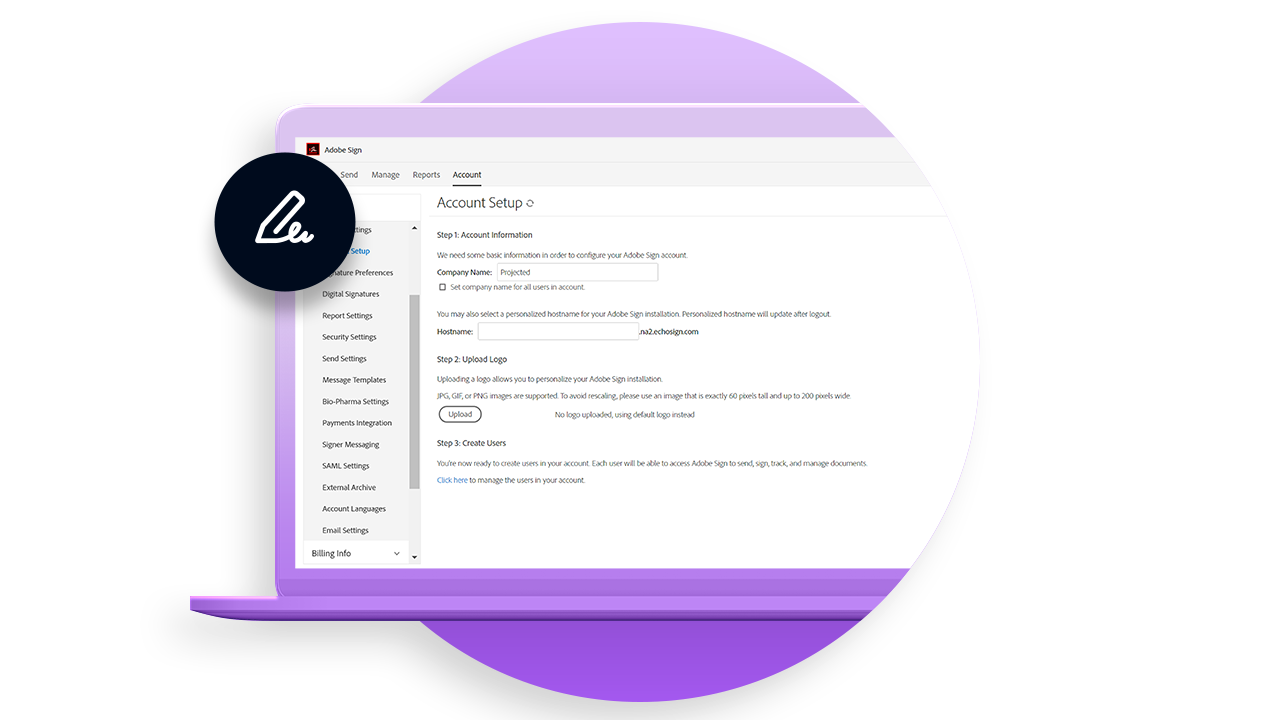 Adobe Sign
Send Manage Reports Account
Account Setup
Setup
Signature Preferences
Digital Signatures
Report Settings
Security Settings
Send Settings
Message Templates
Bio-Pharma Settings
Payments Integration
Signer Messaging
SAML Settings
External Archive
Account Languages
Email Settings
Billing Info
Step 1: Account Information
We need some basic information in order to configure your Adobe Sign account.
Company Name: Projected
Set company name for all users in account.
You may also select a personalized hostname for your Adobe Sign installation. Personalized hostname will update after logout.
Hostname: .na2.echosign.com
Step 2: Upload Logo
Uploading a logo allows you to personalize your Adobe Sign installation.
JPG, GIF, or PNG images are supported. To avoid rescaling, please use an image that is exactly 60 pixels tall and up to 200 pixels wide.
Upload No logo uploaded, using default logo instead
Step 3: Create Users
You're now ready to create users in your account. Each user will be able to access Adobe Sign to send, sign, track, and manage documents.
Click here to manage the users in your account.